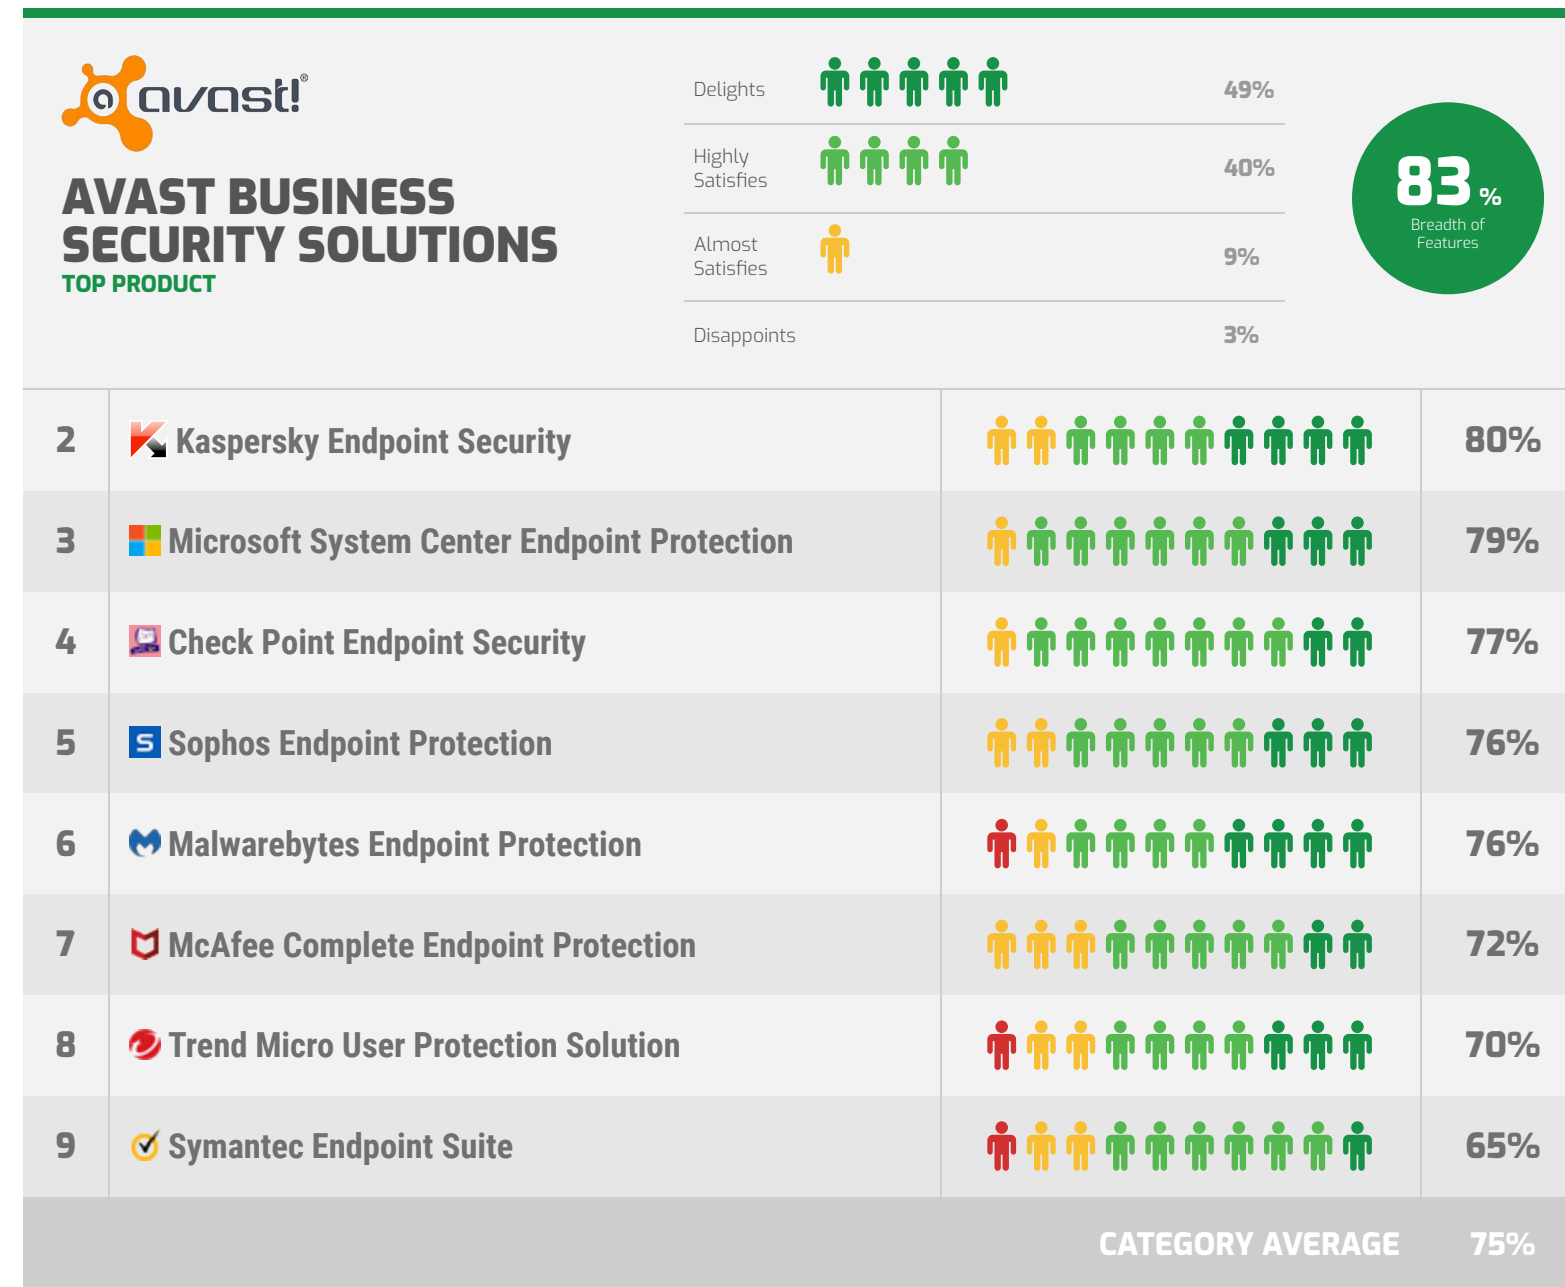 avast!®
AVAST BUSINESS
SECURITY SOLUTIONS
TOP PRODUCT
Delights 49%
Highly
Satisfies 40%
Almost
Satisfies 9%
Disappoints 3%
83 %
Breadth of
Features
2 Kaspersky Endpoint Security 80%
3 Microsoft System Center Endpoint Protection 79%
4 Check Point Endpoint Security 77%
5 Sophos Endpoint Protection 76%
6 Malwarebytes Endpoint Protection 76%
7 McAfee Complete Endpoint Protection 72%
8 Trend Micro User Protection Solution 70%
9 Symantec Endpoint Suite 65%
CATEGORY AVERAGE 75%